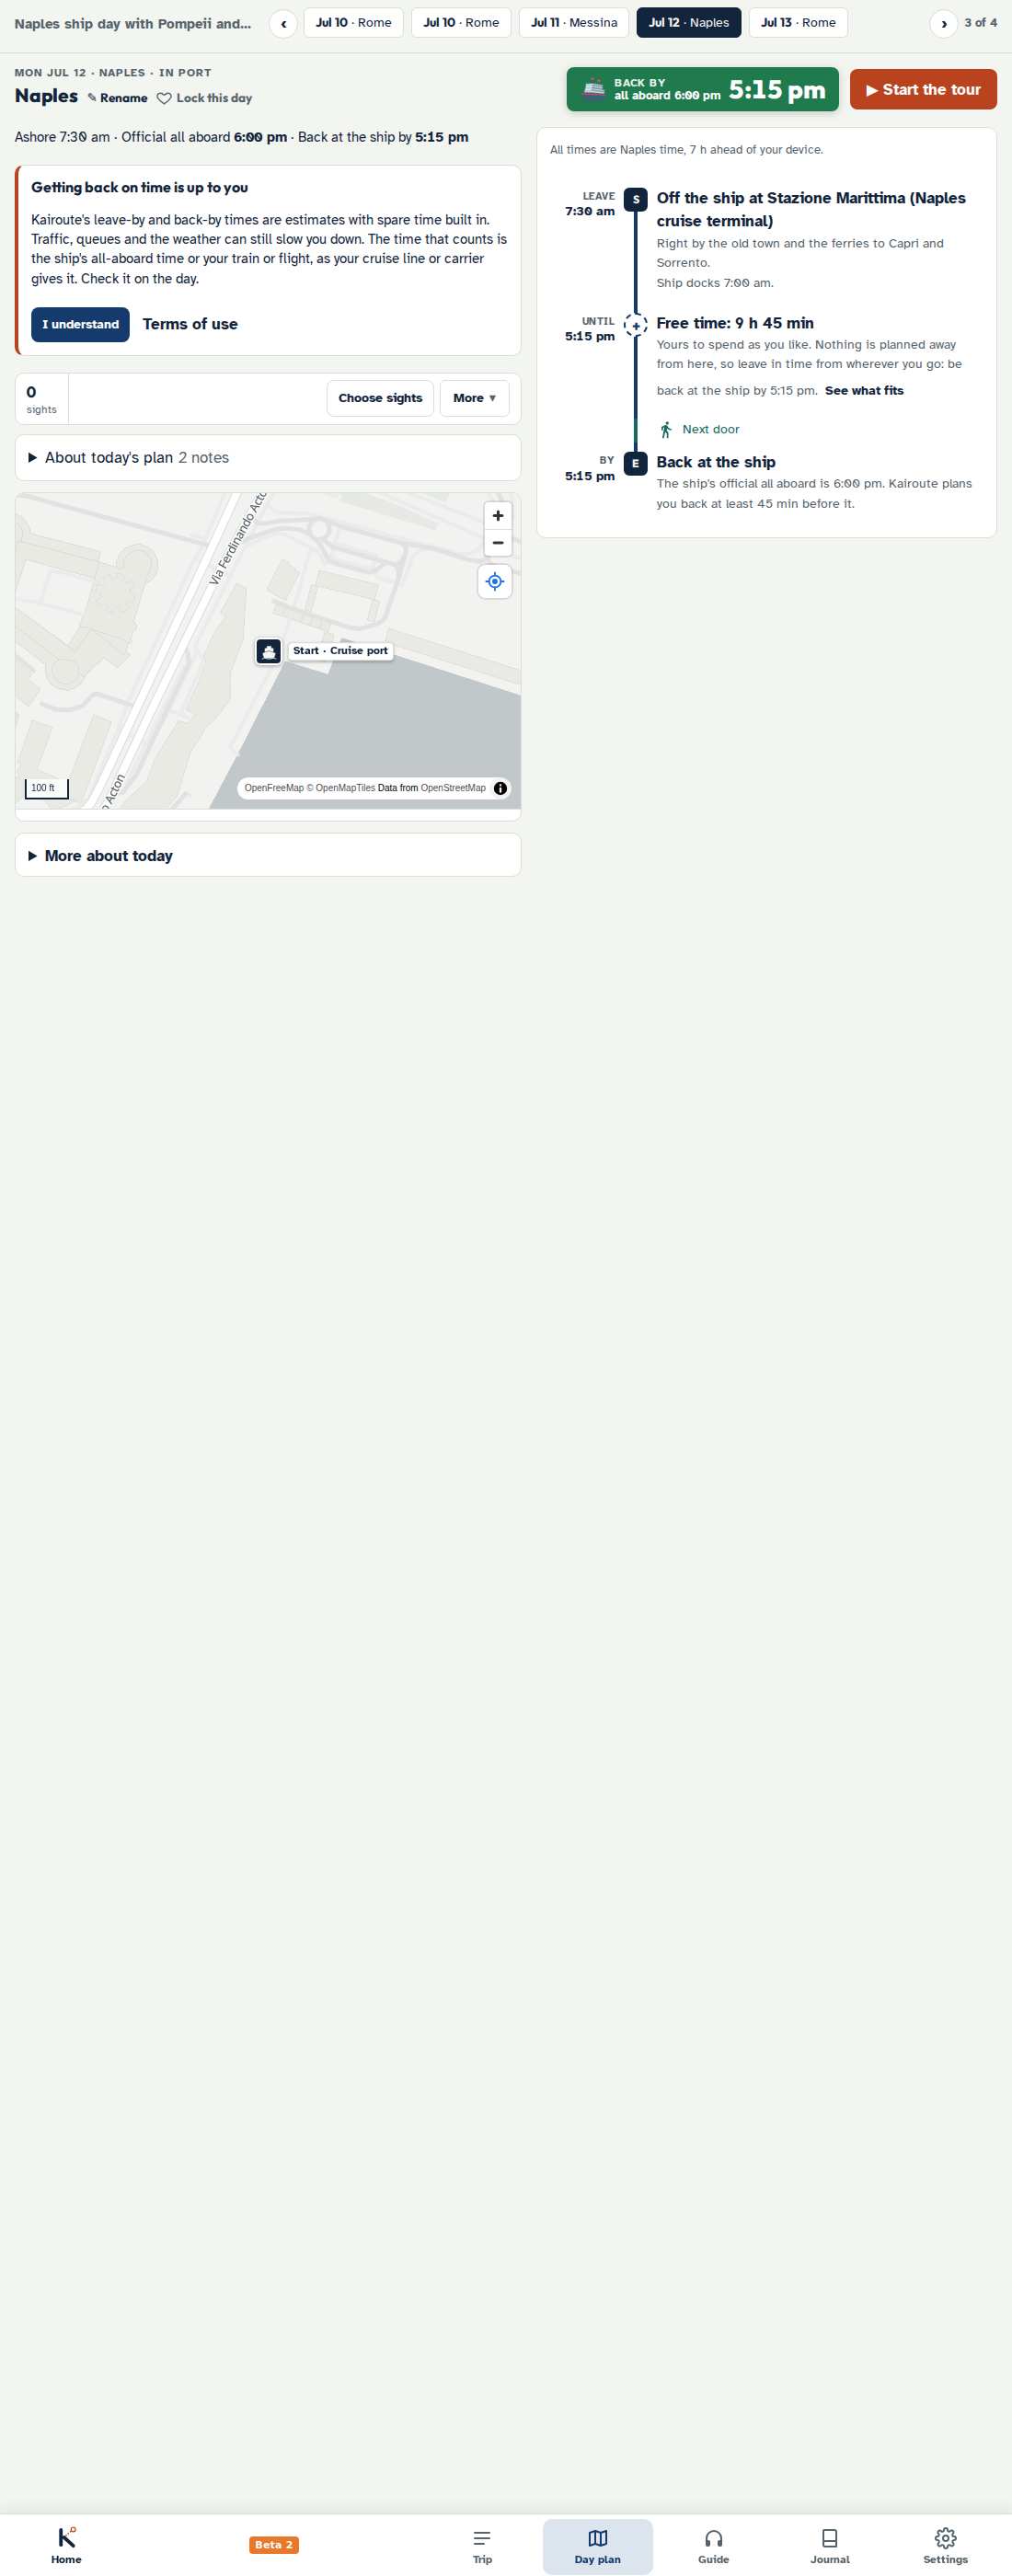 Naples ship day with Pompeii and...
‹
Jul 10 · Rome
Jul 10 · Rome
Jul 11 · Messina
Jul 12 · Naples
Jul 13 · Rome
›
3 of 4
MON JUL 12 · NAPLES · IN PORT
Naples ✎ Rename Lock this day
BACK BY
all aboard 6:00 pm
5:15 pm
▶ Start the tour
Ashore 7:30 am · Official all aboard 6:00 pm · Back at the ship by 5:15 pm
Getting back on time is up to you
Kairoute's leave-by and back-by times are estimates with spare time built in.
Traffic, queues and the weather can still slow you down. The time that counts is
the ship's all-aboard time or your train or flight, as your cruise line or carrier
gives it. Check it on the day.
I understand
Terms of use
0
sights
Choose sights
More ▼
▶ About today's plan 2 notes
Via Ferdinando Acto
+
−
Start · Cruise port
o Acton
100 ft
OpenFreeMap © OpenMapTiles Data from OpenStreetMap
▶ More about today
All times are Naples time, 7 h ahead of your device.
LEAVE
7:30 am
S
Off the ship at Stazione Marittima (Naples
cruise terminal)
Right by the old town and the ferries to Capri and
Sorrento.
Ship docks 7:00 am.
UNTIL
5:15 pm
+
Free time: 9 h 45 min
Yours to spend as you like. Nothing is planned away
from here, so leave in time from wherever you go: be
back at the ship by 5:15 pm. See what fits
Next door
BY
5:15 pm
E
Back at the ship
The ship's official all aboard is 6:00 pm. Kairoute plans
you back at least 45 min before it.
Home
Beta 2
Trip
Day plan
Guide
Journal
Settings